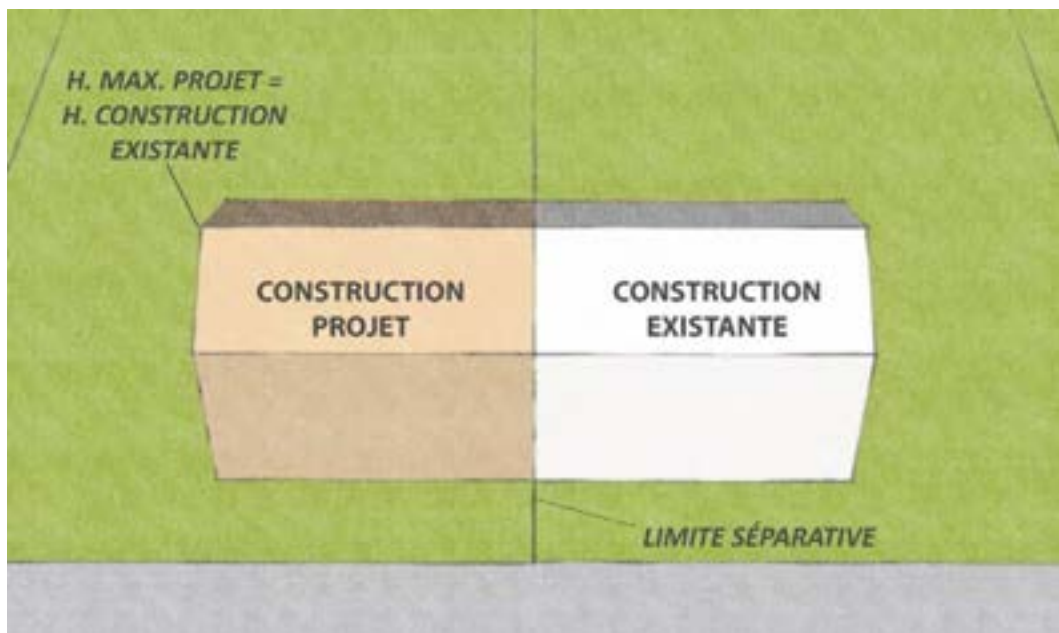 H. MAX. PROJET =
H. CONSTRUCTION
EXISTANTE
CONSTRUCTION
PROJET
CONSTRUCTION
EXISTANTE
LIMITE SÉPARATIVE